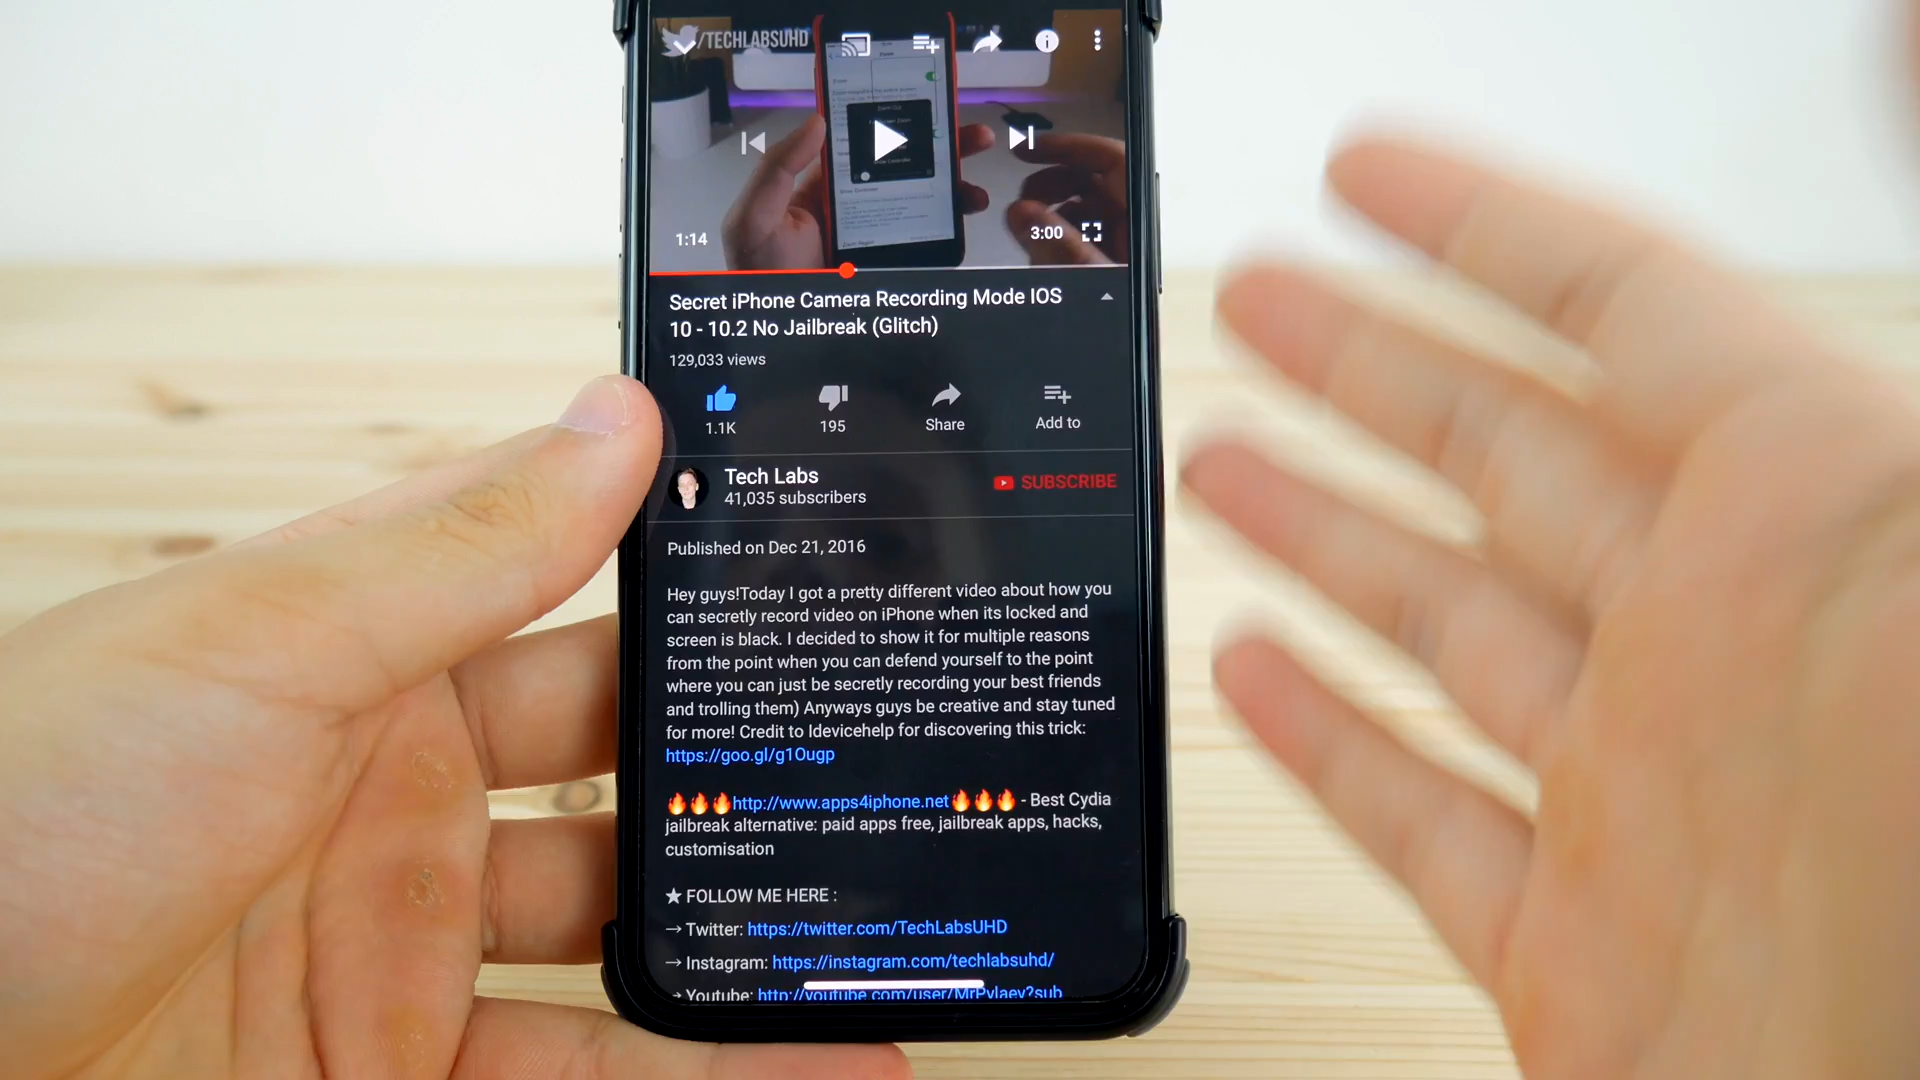 /TECHLABSUHD
1:14
3:00
Secret iPhone Camera Recording Mode IOS
10 - 10.2 No Jailbreak (Glitch)
129,033 views
1.1K
195
Share
Add to
Tech Labs
41,035 subscribers
SUBSCRIBE
Published on Dec 21, 2016
Hey guys!Today I got a pretty different video about how you
can secretly record video on iPhone when its locked and
screen is black. I decided to show it for multiple reasons
from the point when you can defend yourself to the point
where you can just be secretly recording your best friends
and trolling them) Anyways guys be creative and stay tuned
for more! Credit to Idevicehelp for discovering this trick:
https://goo.gl/g1Ougp
🔥🔥🔥http://www.apps4iphone.net🔥🔥🔥 - Best Cydia
jailbreak alternative: paid apps free, jailbreak apps, hacks,
customisation
★ FOLLOW ME HERE :
→ Twitter: https://twitter.com/TechLabsUHD
→ Instagram: https://instagram.com/techlabsuhd/
→ Youtube: http://youtube.com/user/MrPylaev?sub